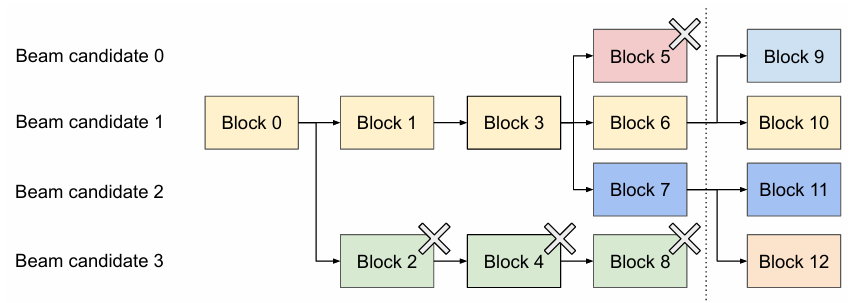 Beam candidate 0
Block 5
Block 9
Beam candidate 1
Block 0
Block 1
Block 3
Block 6
Block 10
Beam candidate 2
Block 7
Block 11
Beam candidate 3
Block 2
Block 4
Block 8
Block 12